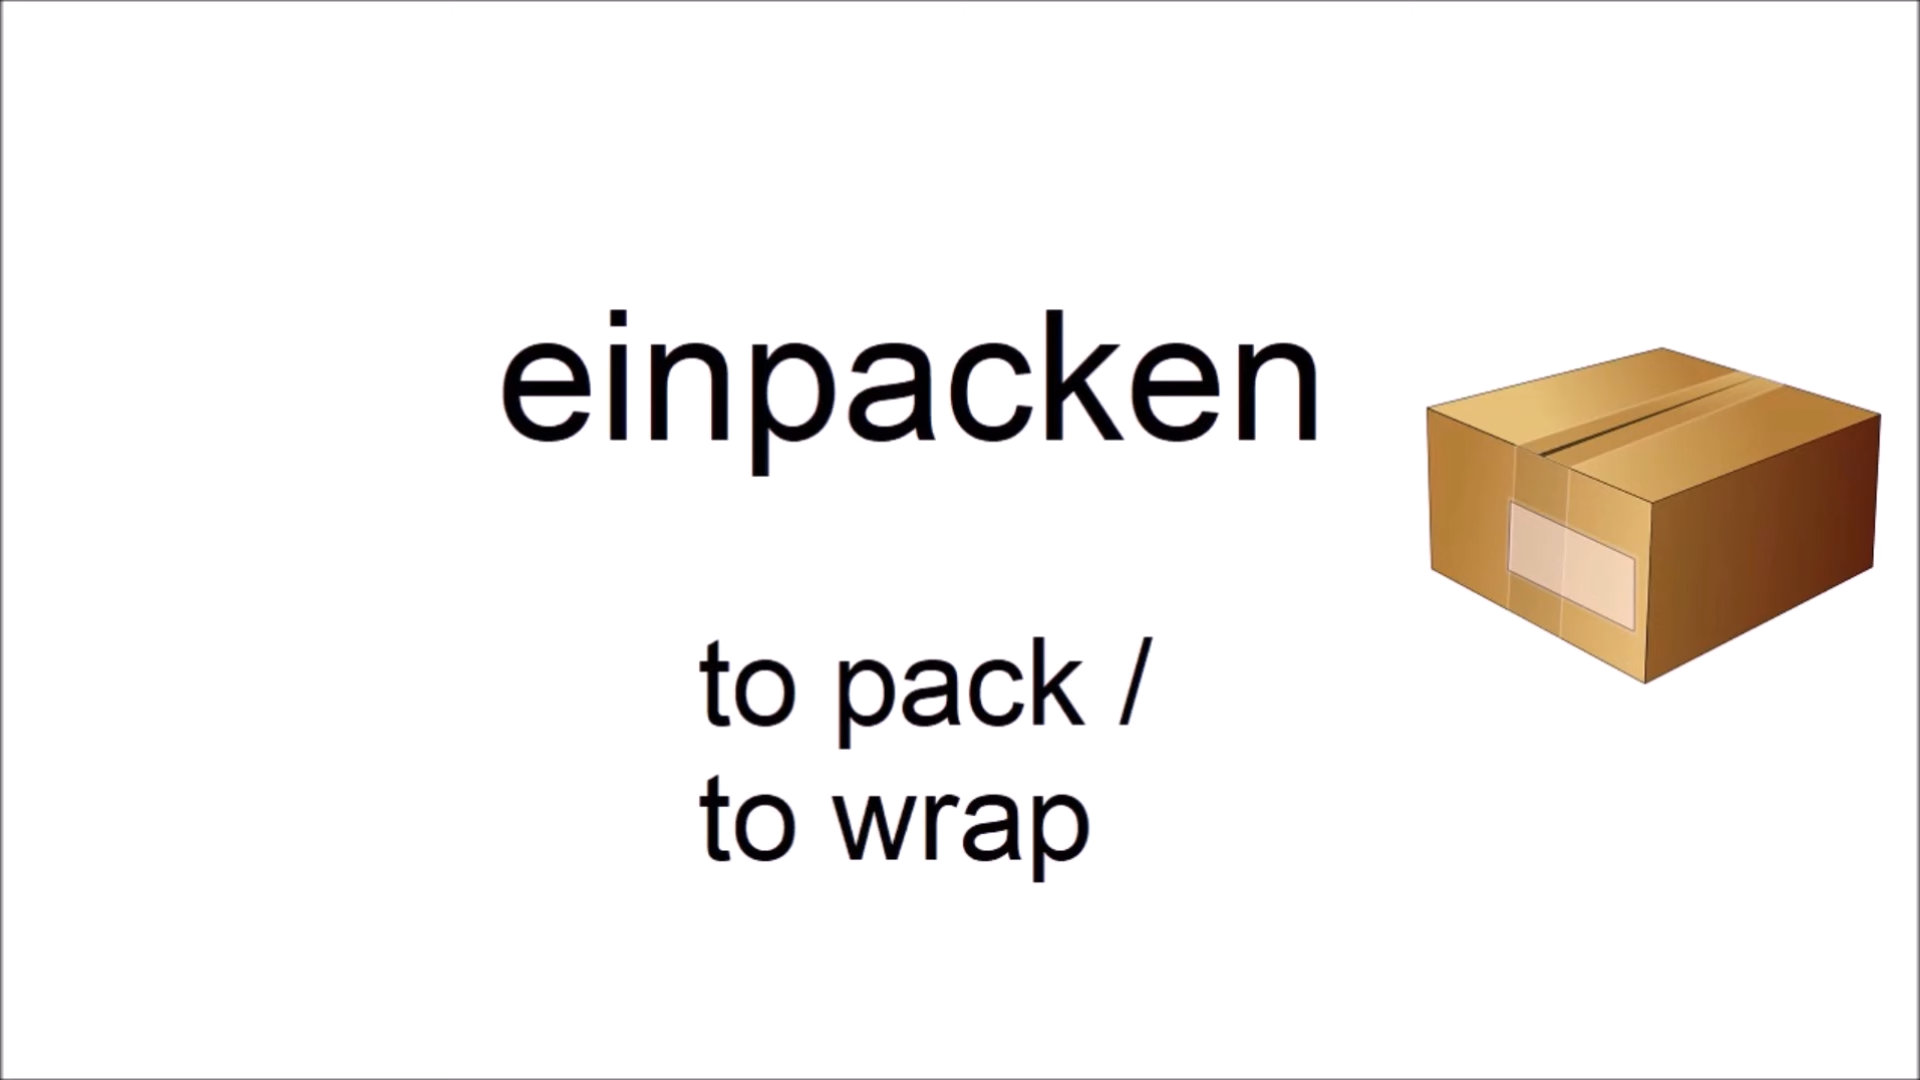 einpacken
to pack /
to wrap